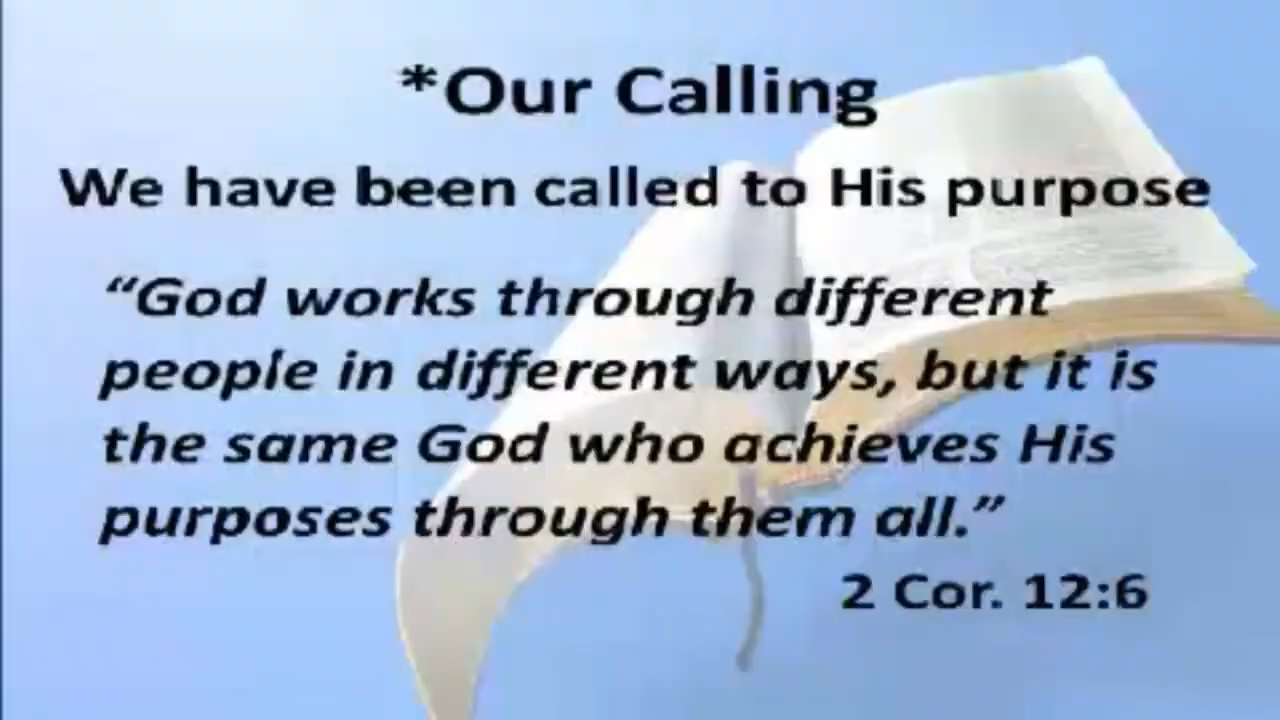 *Our Calling
We have been called to His purpose
“God works through different
people in different ways, but it is
the same God who achieves His
purposes through them all.”
2 Cor. 12:6